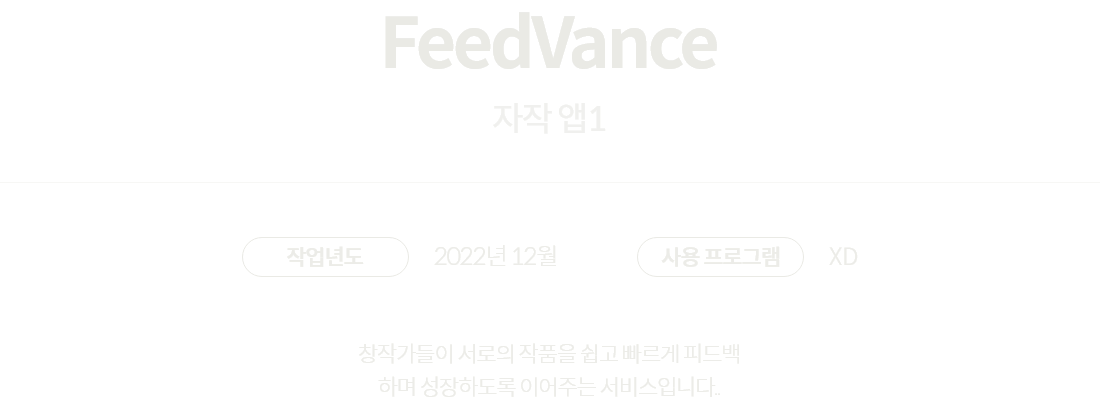 FeedVance
자작 앱1
작업년도 2022년 12월 사용 프로그램 XD
창작가들이 서로의 작품을 쉽고 빠르게 피드백
하며 성장하도록 이어주는 서비스입니다.